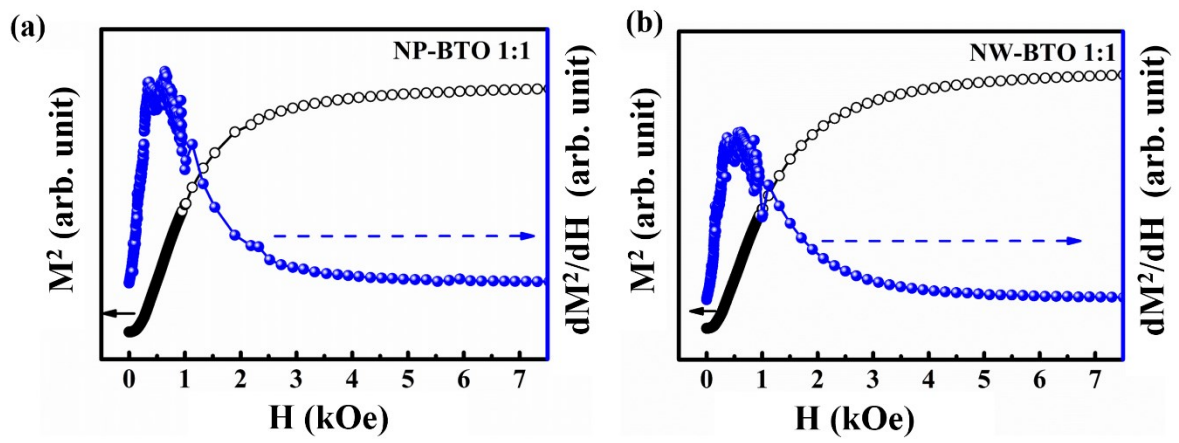 (a)
NP-BTO 1:1
M² (arb. unit)
dM²/dH (arb. unit)
0 1 2 3 4 5 6 7
H (kOe)
(b)
NW-BTO 1:1
M² (arb. unit)
dM²/dH (arb. unit)
0 1 2 3 4 5 6 7
H (kOe)